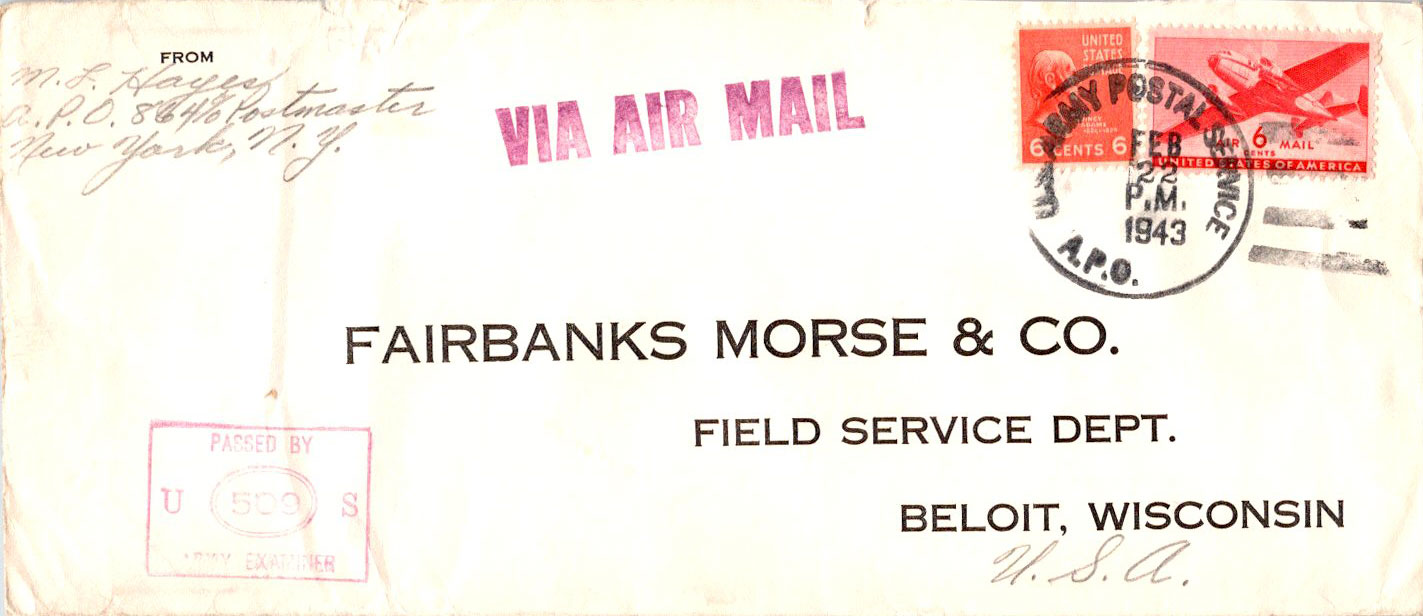 FROM
M. L. Hayes
A. P. O. 864 % Postmaster
New York, N. Y.
VIA AIR MAIL
UNITED
STATES
6 CENTS 6
AIR 6 MAIL
CENTS
UNITED STATES OF AMERICA
U.S. ARMY POSTAL SERVICE
FEB
22
P.M.
1943
A.P.O.
FAIRBANKS MORSE & CO.
FIELD SERVICE DEPT.
BELOIT, WISCONSIN
U. S. A.
PASSED BY
U 509 S
ARMY EXAMINER